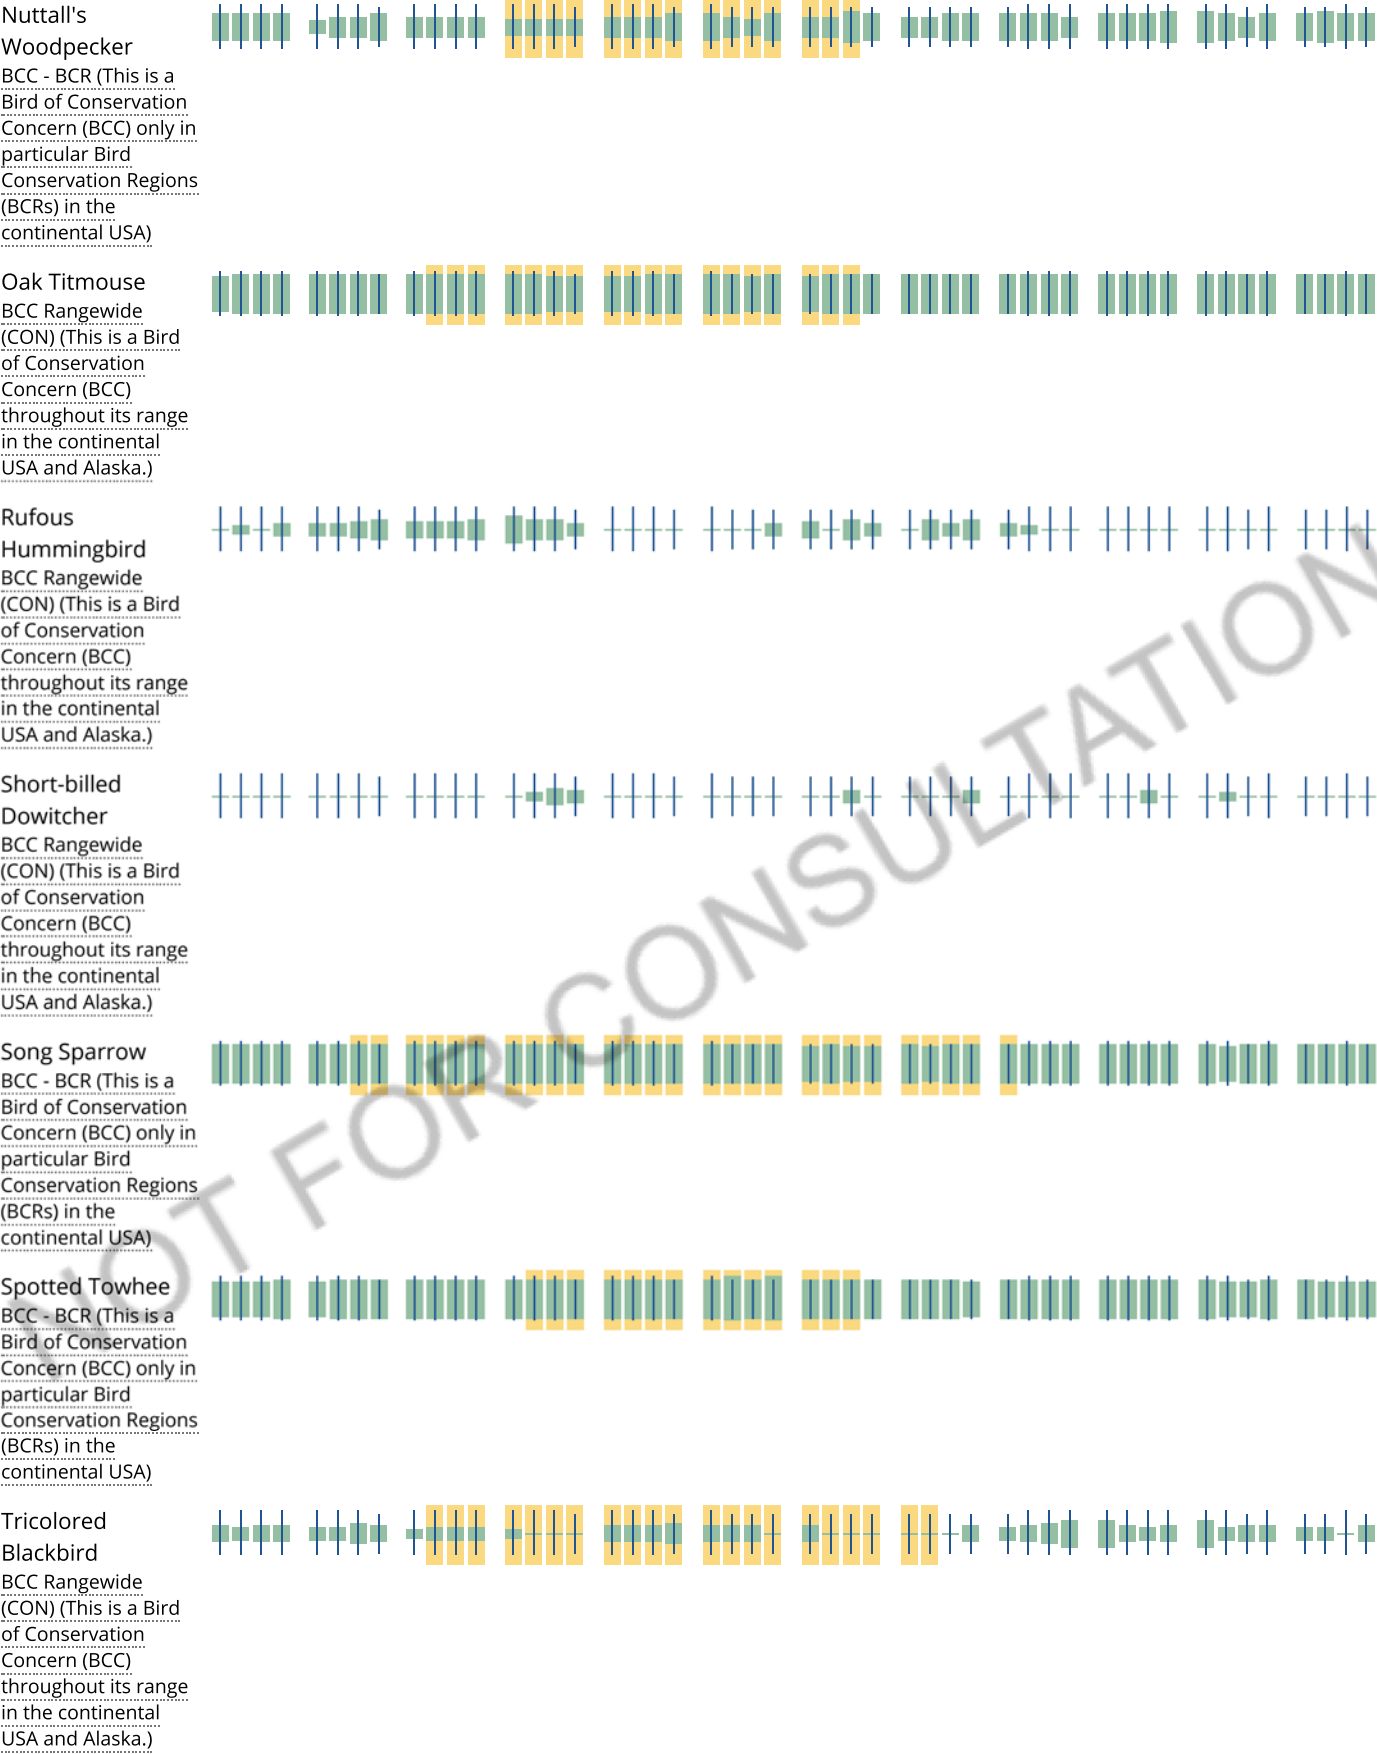 Nuttall's
Woodpecker
BCC - BCR (This is a
Bird of Conservation
Concern (BCC) only in
particular Bird
Conservation Regions
(BCRs) in the
continental USA)
Oak Titmouse
BCC Rangewide
(CON) (This is a Bird
of Conservation
Concern (BCC)
throughout its range
in the continental
USA and Alaska.)
Rufous
Hummingbird
BCC Rangewide
(CON) (This is a Bird
of Conservation
Concern (BCC)
throughout its range
in the continental
USA and Alaska.)
Short-billed
Dowitcher
BCC Rangewide
(CON) (This is a Bird
of Conservation
Concern (BCC)
throughout its range
in the continental
USA and Alaska.)
Song Sparrow
BCC - BCR (This is a
Bird of Conservation
Concern (BCC) only in
particular Bird
Conservation Regions
(BCRs) in the
continental USA)
Spotted Towhee
BCC - BCR (This is a
Bird of Conservation
Concern (BCC) only in
particular Bird
Conservation Regions
(BCRs) in the
continental USA)
Tricolored
Blackbird
BCC Rangewide
(CON) (This is a Bird
of Conservation
Concern (BCC)
throughout its range
in the continental
USA and Alaska.)
NOT FOR CONSULTATION